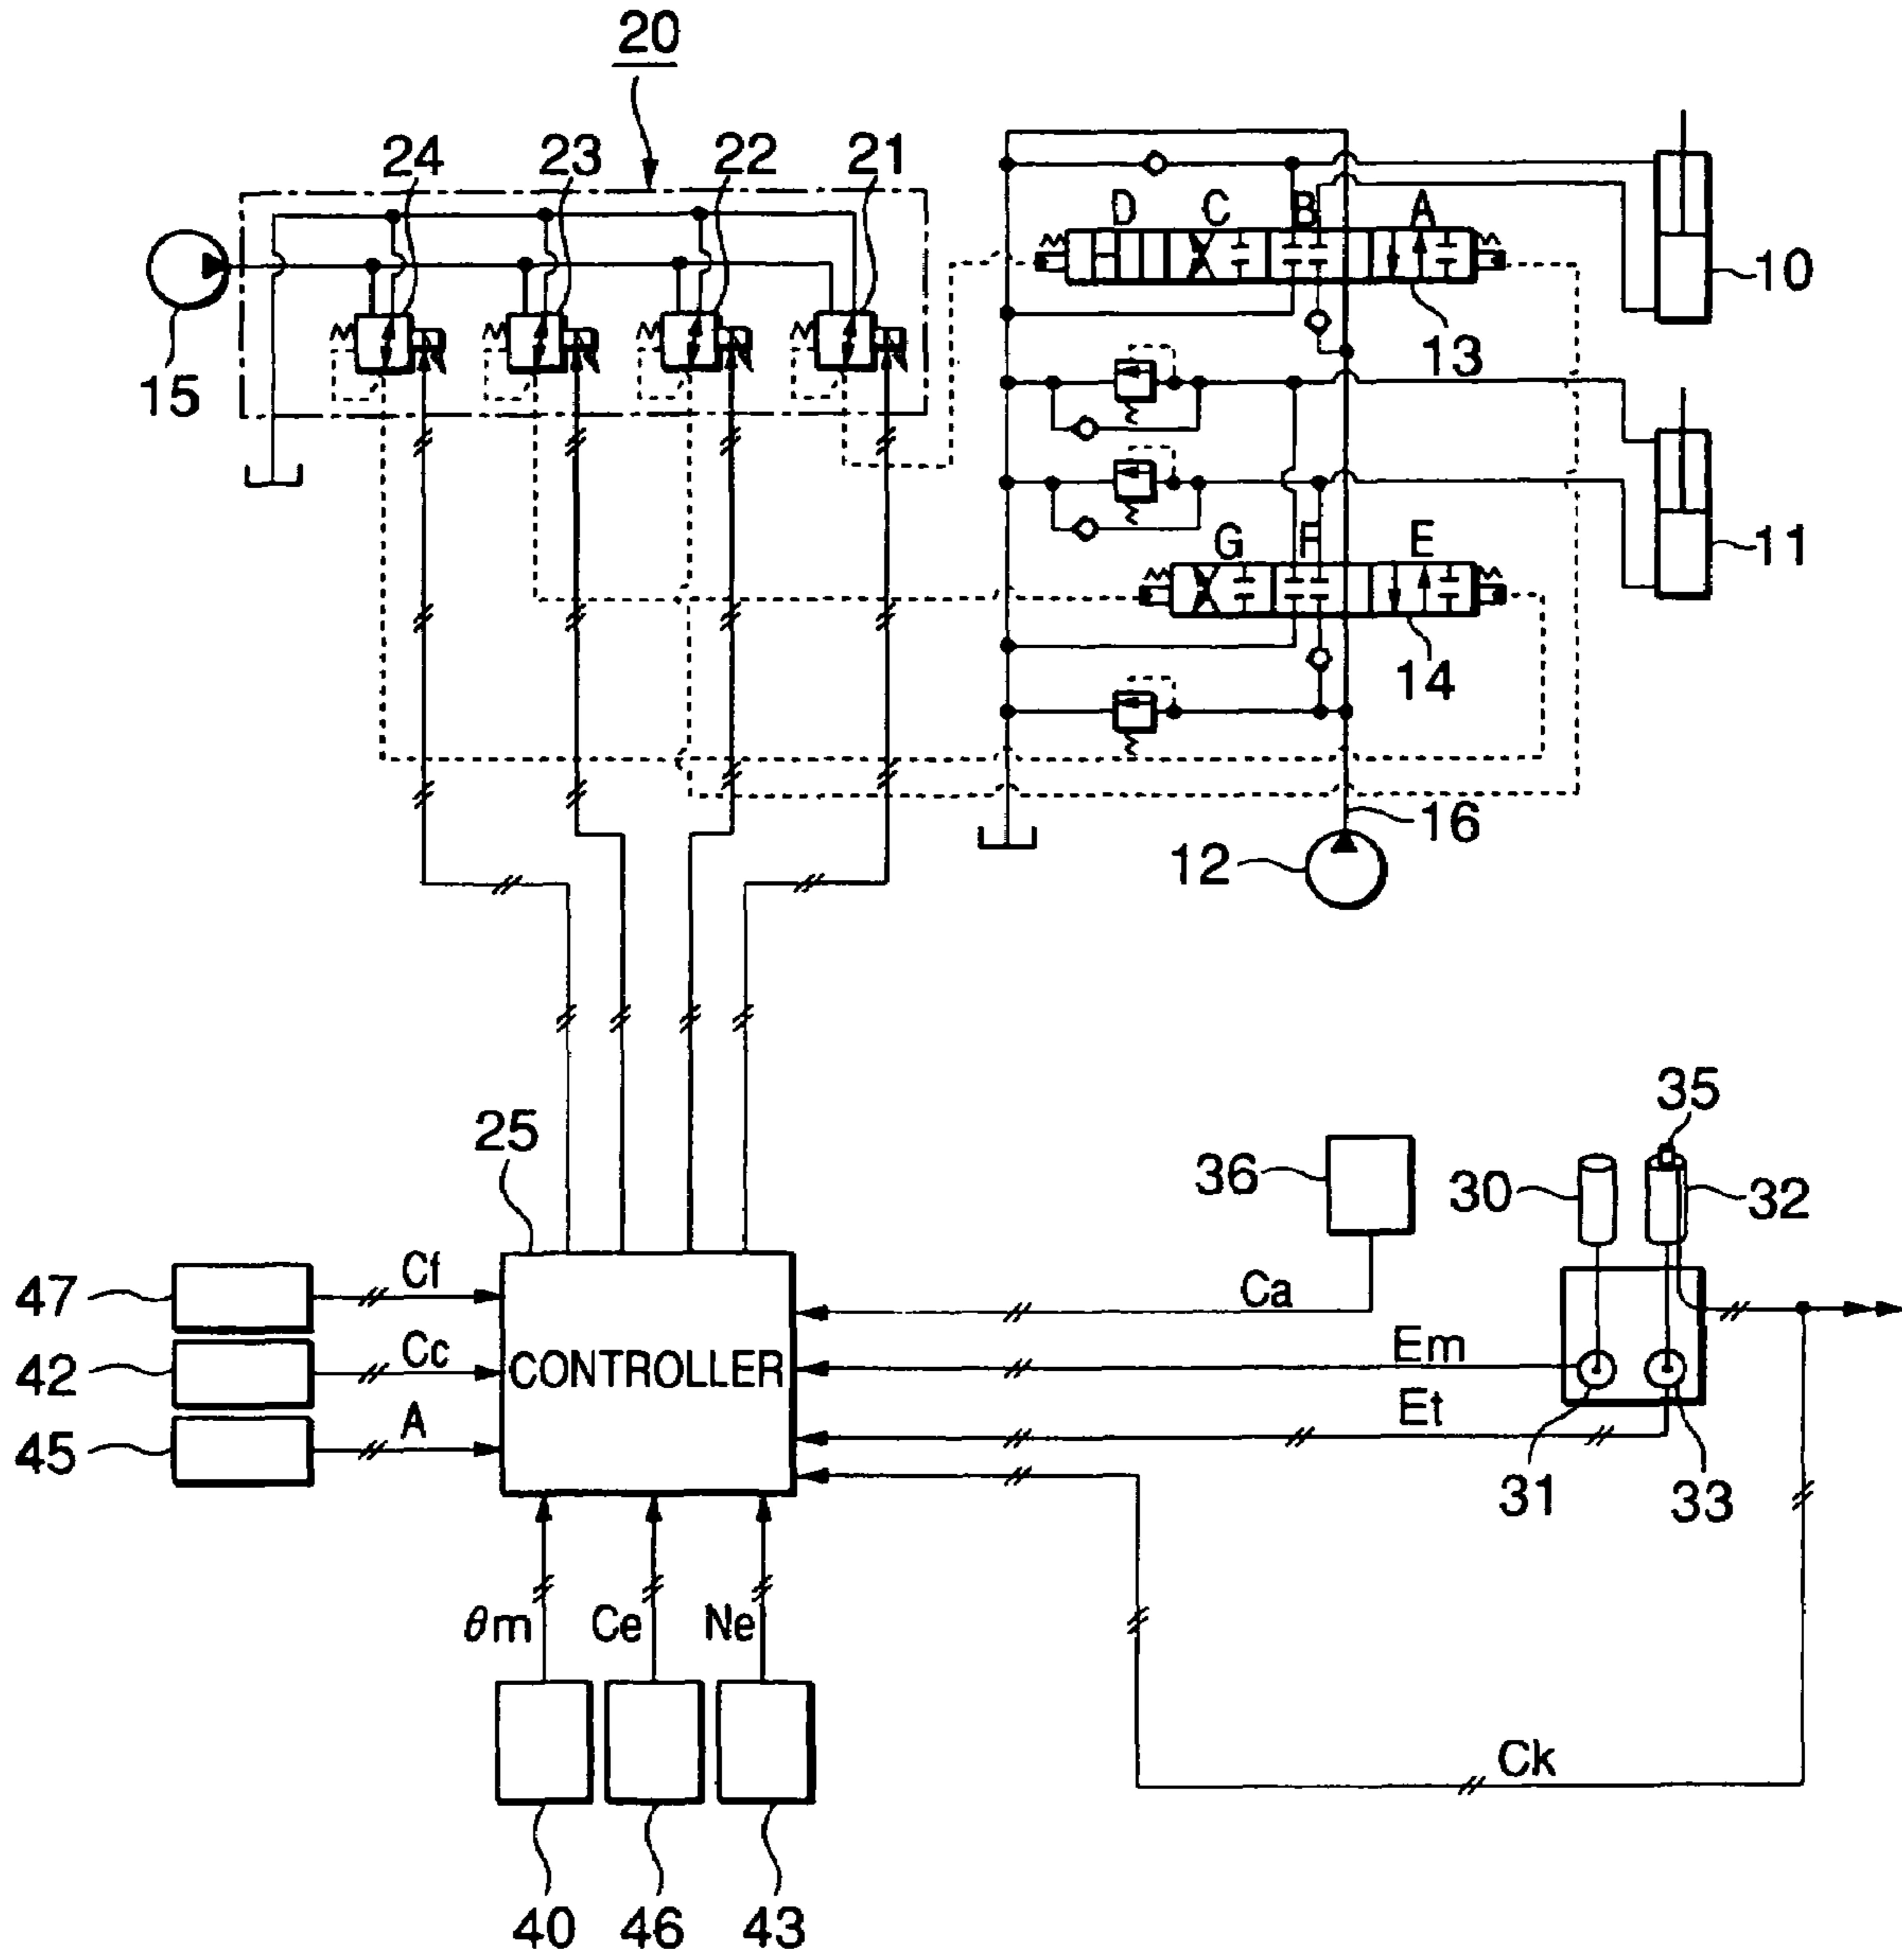 20
24 23 22 21
D C B A
10
15
13
G F E
11
14
16
12
35
25
36
30
32
47
Cf
Ca
42
Cc
CONTROLLER
Em
45
A
Et
31
33
θm
Ce
Ne
Ck
40
46
43